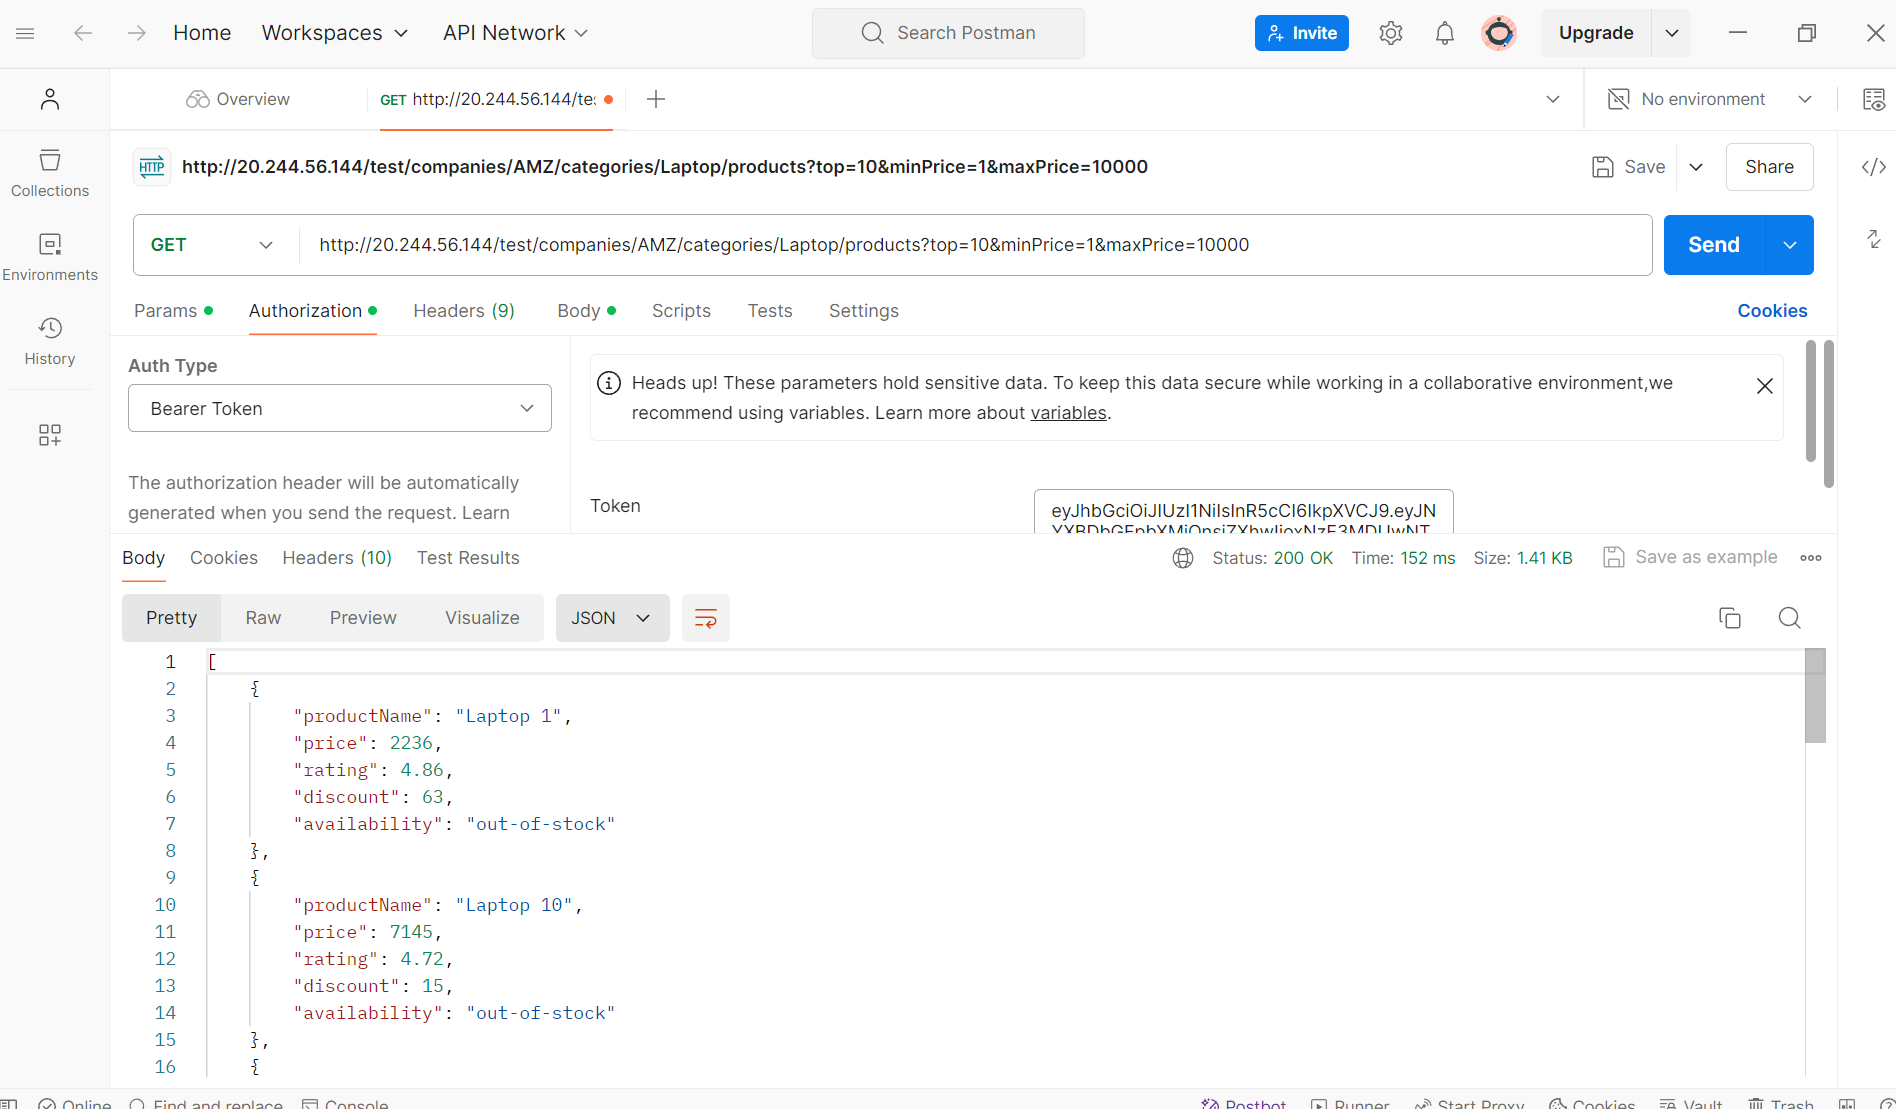 Home Workspaces API Network Search Postman Invite Upgrade
Overview GET http://20.244.56.144/tes No environment
HTTP http://20.244.56.144/test/companies/AMZ/categories/Laptop/products?top=10&minPrice=1&maxPrice=10000 Save Share
GET http://20.244.56.144/test/companies/AMZ/categories/Laptop/products?top=10&minPrice=1&maxPrice=10000 Send
Collections
Environments
History
Params Authorization Headers (9) Body Scripts Tests Settings Cookies
Auth Type
Bearer Token
The authorization header will be automatically
generated when you send the request. Learn
Heads up! These parameters hold sensitive data. To keep this data secure while working in a collaborative environment,we
recommend using variables. Learn more about variables.
Token
eyJhbGciOiJIUzI1NiIsInR5cCI6IkpXVCJ9.eyJN
Body Cookies Headers (10) Test Results Status: 200 OK Time: 152 ms Size: 1.41 KB Save as example
Pretty Raw Preview Visualize JSON
1 [
2 {
3 "productName": "Laptop 1",
4 "price": 2236,
5 "rating": 4.86,
6 "discount": 63,
7 "availability": "out-of-stock"
8 },
9 {
10 "productName": "Laptop 10",
11 "price": 7145,
12 "rating": 4.72,
13 "discount": 15,
14 "availability": "out-of-stock"
15 },
16 {
Online Find and replace Console Postbot Runner Start Proxy Cookies Vault Trash